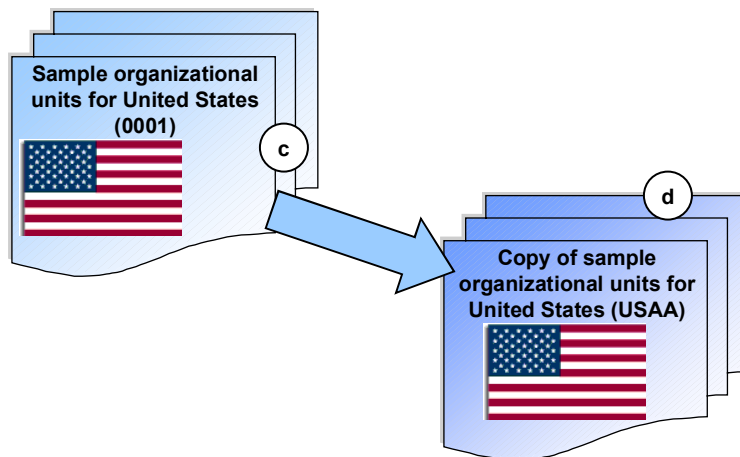 Sample organizational
units for United States
(0001)
c
d
Copy of sample
organizational units for
United States (USAA)